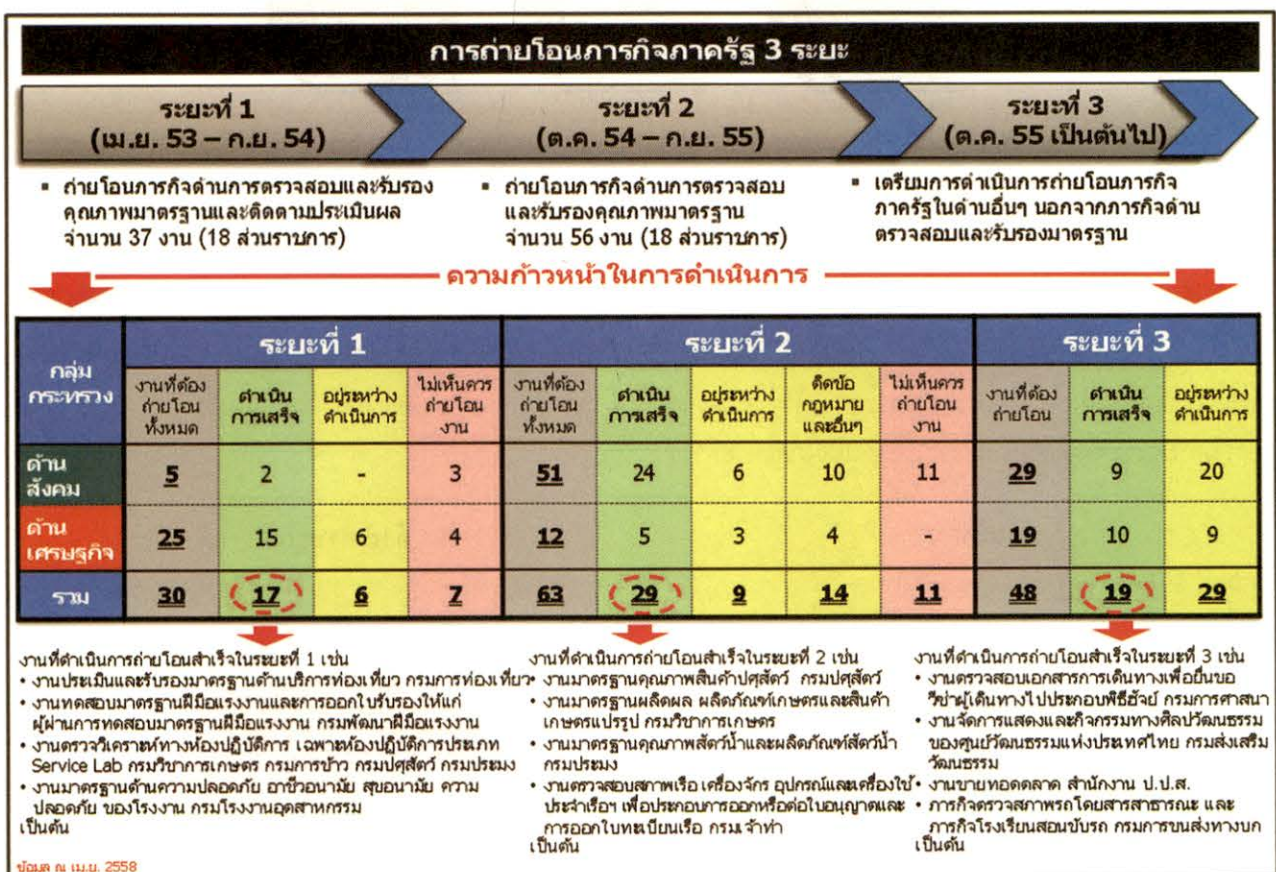 การถ่ายโอนภารกิจภาครัฐ 3 ระยะ
ระยะที่ 1
(เม.ย. 53 – ก.ย. 54)
ระยะที่ 2
(ต.ค. 54 – ก.ย. 55)
ระยะที่ 3
(ต.ค. 55 เป็นต้นไป)
▪ ถ่ายโอนภารกิจด้านการตรวจสอบและรับรอง
คุณภาพมาตรฐานและติดตามประเมินผล
จำนวน 37 งาน (18 ส่วนราชการ)
▪ ถ่ายโอนภารกิจด้านการตรวจสอบ
และรับรองคุณภาพมาตรฐาน
จำนวน 56 งาน (18 ส่วนราชการ)
▪ เตรียมการดำเนินการถ่ายโอนภารกิจ
ภาครัฐในด้านอื่นๆ นอกจากภารกิจด้าน
ตรวจสอบและรับรองมาตรฐาน
ความก้าวหน้าในการดำเนินการ
กลุ่ม
กระทรวง
ระยะที่ 1
ระยะที่ 2
ระยะที่ 3
งานที่ต้อง
ถ่ายโอน
ทั้งหมด
ดำเนิน
การเสร็จ
อยู่ระหว่าง
ดำเนินการ
ไม่เห็นควร
ถ่ายโอน
งาน
งานที่ต้อง
ถ่ายโอน
ทั้งหมด
ดำเนิน
การเสร็จ
อยู่ระหว่าง
ดำเนินการ
ติดข้อ
กฎหมาย
และอื่นๆ
ไม่เห็นควร
ถ่ายโอน
งาน
งานที่ต้อง
ถ่ายโอน
ดำเนิน
การเสร็จ
อยู่ระหว่าง
ดำเนินการ
ด้าน
สังคม
5 2 - 3 51 24 6 10 11 29 9 20
ด้าน
เศรษฐกิจ
25 15 6 4 12 5 3 4 - 19 10 9
รวม 30 17 6 7 63 29 9 14 11 48 19 29
งานที่ดำเนินการถ่ายโอนสำเร็จในระยะที่ 1 เช่น
• งานประเมินและรับรองมาตรฐานด้านบริการท่องเที่ยว กรมการท่องเที่ยว
• งานทดสอบมาตรฐานฝีมือแรงงานและการออกใบรับรองให้แก่
ผู้ผ่านการทดสอบมาตรฐานฝีมือแรงงาน กรมพัฒนาฝีมือแรงงาน
• งานตรวจวิเคราะห์ทางห้องปฏิบัติการ เฉพาะห้องปฏิบัติการประเภท
Service Lab กรมวิชาการเกษตร กรมการข้าว กรมปศุสัตว์ กรมประมง
• งานมาตรฐานด้านความปลอดภัย อาชีวอนามัย สุขอนามัย ความ
ปลอดภัย ของโรงงาน กรมโรงงานอุตสาหกรรม
เป็นต้น
งานที่ดำเนินการถ่ายโอนสำเร็จในระยะที่ 2 เช่น
• งานมาตรฐานคุณภาพสินค้าปศุสัตว์ กรมปศุสัตว์
• งานมาตรฐานผลิตผล ผลิตภัณฑ์เกษตรและสินค้า
เกษตรแปรรูป กรมวิชาการเกษตร
• งานมาตรฐานคุณภาพสัตว์น้ำและผลิตภัณฑ์สัตว์น้ำ
กรมประมง
• งานตรวจสอบสภาพเรือ เครื่องจักร อุปกรณ์และเครื่องใช้
ประจำเรือฯ เพื่อประกอบการออกหรือต่อใบอนุญาตและ
การออกใบทะเบียนเรือ กรมเจ้าท่า
เป็นต้น
งานที่ดำเนินการถ่ายโอนสำเร็จในระยะที่ 3 เช่น
• งานตรวจสอบเอกสารการเดินทางเพื่อยื่นขอ
วีซ่าผู้เดินทางไปประกอบพิธีฮัจย์ กรมการศาสนา
• งานจัดการแสดงและกิจกรรมทางศิลปวัฒนธรรม
ของศูนย์วัฒนธรรมแห่งประเทศไทย กรมส่งเสริม
วัฒนธรรม
• งานขายทอดตลาด สำนักงาน ป.ป.ส.
• ภารกิจตรวจสภาพรถโดยสารสาธารณะ และ
ภารกิจโรงเรียนสอนขับรถ กรมการขนส่งทางบก
เป็นต้น
ข้อมูล ณ เม.ย. 2558